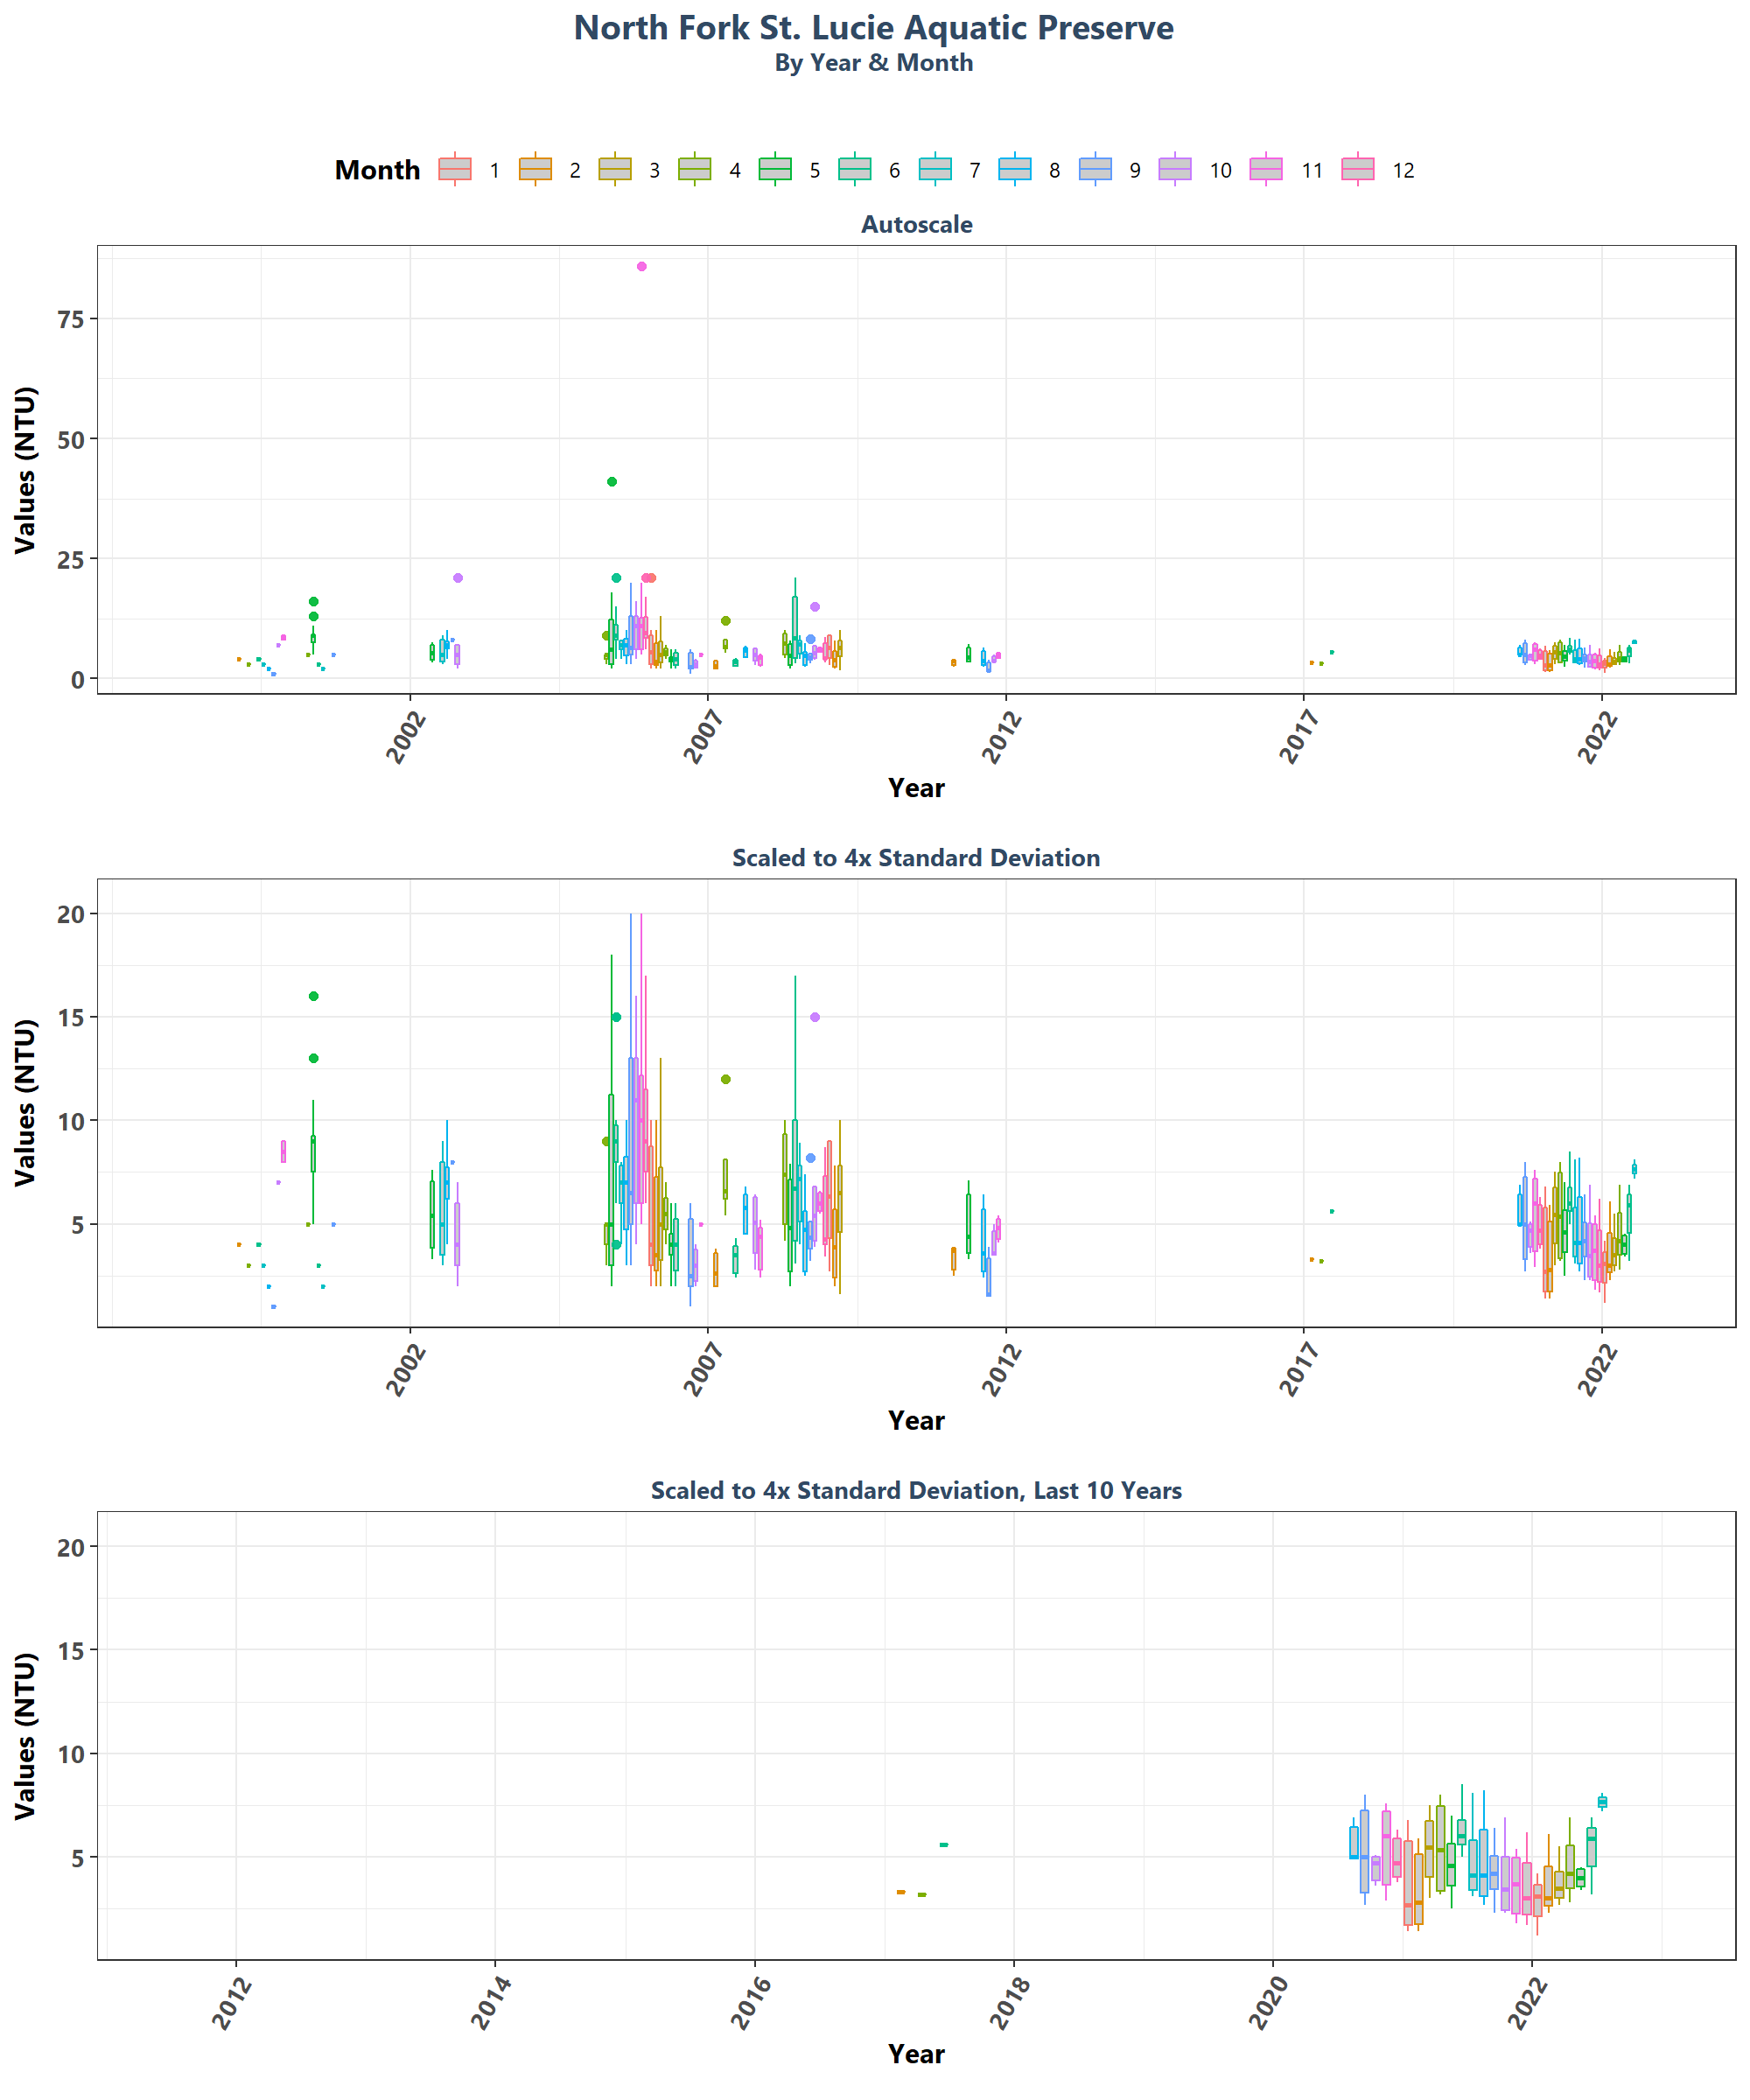 North Fork St. Lucie Aquatic Preserve
By Year & Month
Month 1 2 3 4 5 6 7 8 9 10 11 12
Autoscale
Values (NTU)
75
50
25
0
2002 2007 2012 2017 2022
Year
Scaled to 4x Standard Deviation
Values (NTU)
20
15
10
5
2002 2007 2012 2017 2022
Year
Scaled to 4x Standard Deviation, Last 10 Years
Values (NTU)
20
15
10
5
2012 2014 2016 2018 2020 2022
Year